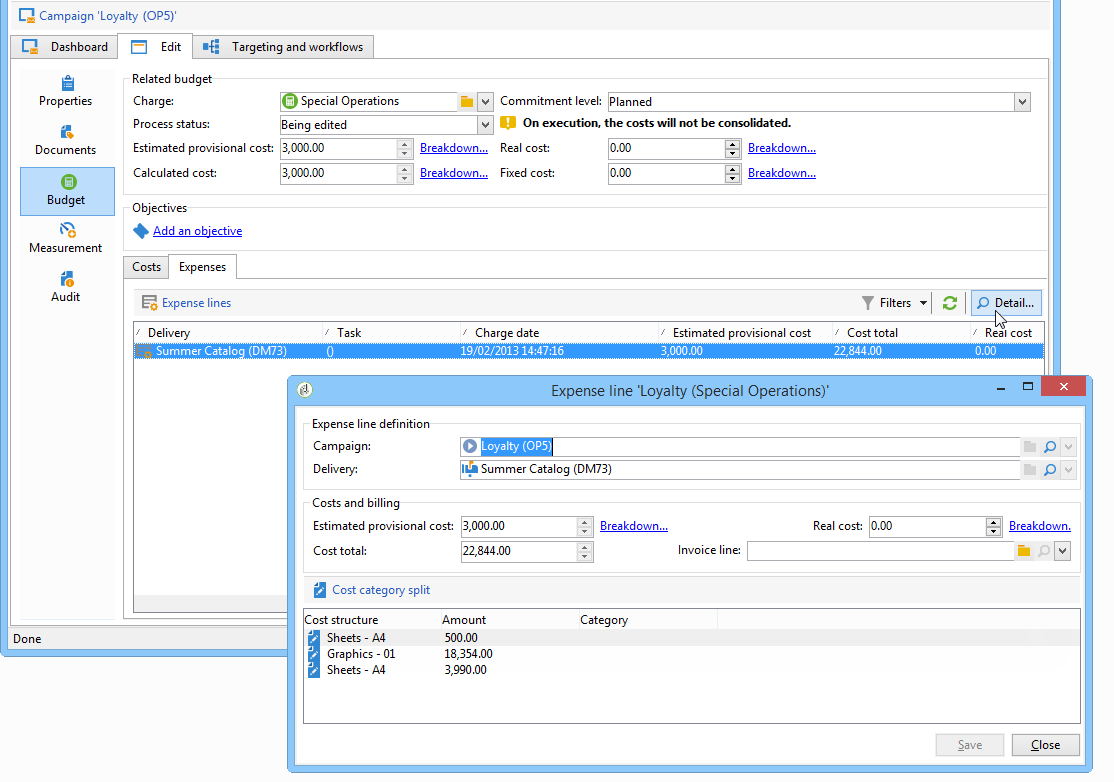 Campaign 'Loyalty (OP5)'
Dashboard Edit Targeting and workflows
Properties
Documents
Budget
Measurement
Audit
Related budget
Charge: Special Operations Commitment level: Planned
Process status: Being edited On execution, the costs will not be consolidated.
Estimated provisional cost: 3,000.00 Breakdown... Real cost: 0.00 Breakdown...
Calculated cost: 3,000.00 Breakdown... Fixed cost: 0.00 Breakdown...
Objectives
Add an objective
Costs Expenses
Expense lines Filters Detail...
Delivery Task Charge date Estimated provisional cost Cost total Real cost
Summer Catalog (DM73) () 19/02/2013 14:47:16 3,000.00 22,844.00 0.00
Done
Expense line 'Loyalty (Special Operations)'
Expense line definition
Campaign: Loyalty (OP5)
Delivery: Summer Catalog (DM73)
Costs and billing
Estimated provisional cost: 3,000.00 Breakdown... Real cost: 0.00 Breakdown.
Cost total: 22,844.00 Invoice line:
Cost category split
Cost structure Amount Category
Sheets - A4 500.00
Graphics - 01 18,354.00
Sheets - A4 3,990.00
Save Close